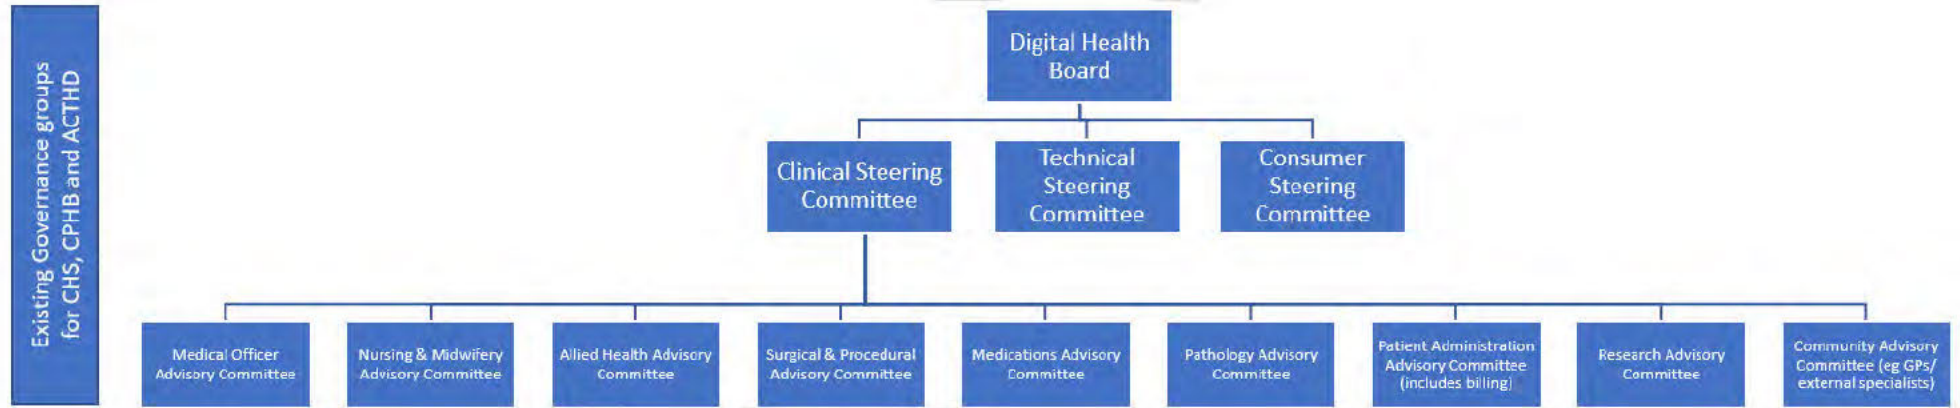 Existing Governance groups
for CHS, CPHB and ACTHD
Digital Health
Board
Clinical Steering
Committee
Technical
Steering
Committee
Consumer
Steering
Committee
Medical Officer
Advisory Committee
Nursing & Midwifery
Advisory Committee
Allied Health Advisory
Committee
Surgical & Procedural
Advisory Committee
Medications Advisory
Committee
Pathology Advisory
Committee
Patient Administration
Advisory Committee
(includes billing)
Research Advisory
Committee
Community Advisory
Committee (eg GPs/
external specialists)